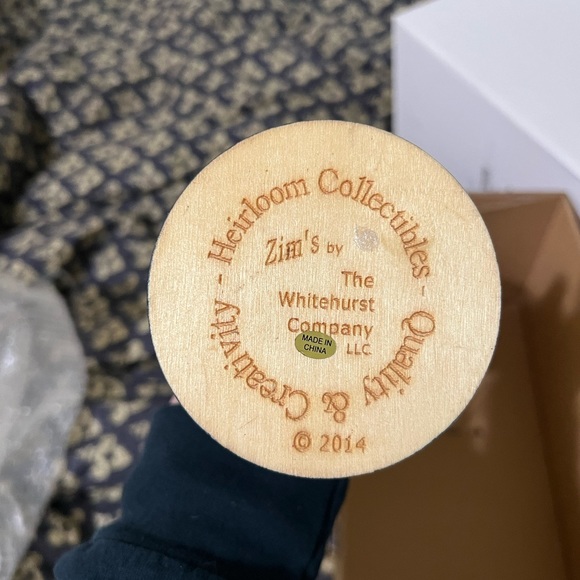 - Heirloom Collectibles -
Quality & Creativity
Zim's by
The
Whitehurst
Company
LLC
MADE IN
CHINA
© 2014